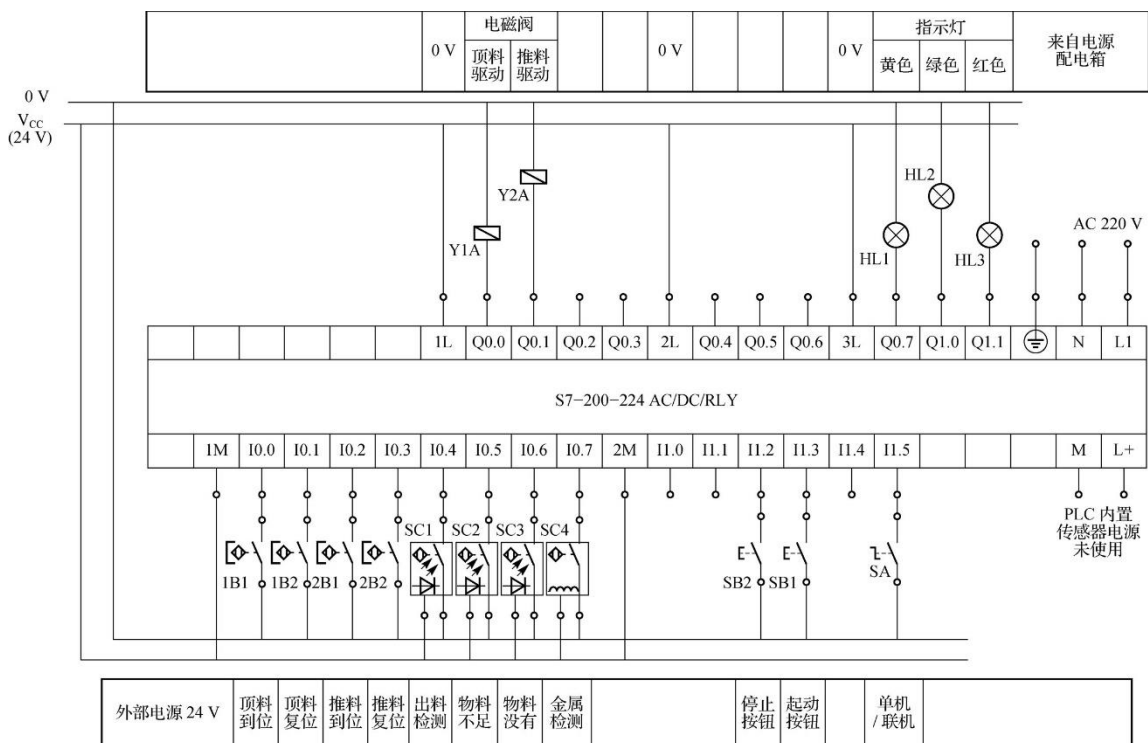 电磁阀
指示灯
0 V
顶料
驱动
推料
驱动
0 V
0 V
黄色
绿色
红色
来自电源
配电箱
0 V
VCC
(24 V)
Y1A
Y2A
HL1
HL2
HL3
AC 220 V
1L
Q0.0
Q0.1
Q0.2
Q0.3
2L
Q0.4
Q0.5
Q0.6
3L
Q0.7
Q1.0
Q1.1
N
L1
S7-200-224 AC/DC/RLY
1M
I0.0
I0.1
I0.2
I0.3
I0.4
I0.5
I0.6
I0.7
2M
I1.0
I1.1
I1.2
I1.3
I1.4
I1.5
M
L+
PLC 内置
传感器电源
未使用
SC1
SC2
SC3
SC4
1B1
1B2
2B1
2B2
SB2
SB1
SA
外部电源 24 V
顶料
到位
顶料
复位
推料
到位
推料
复位
出料
检测
物料
不足
物料
没有
金属
检测
停止
按钮
起动
按钮
单机
/ 联机